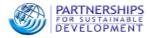 PARTNERSHIPS
FOR SUSTAINABLE
DEVELOPMENT